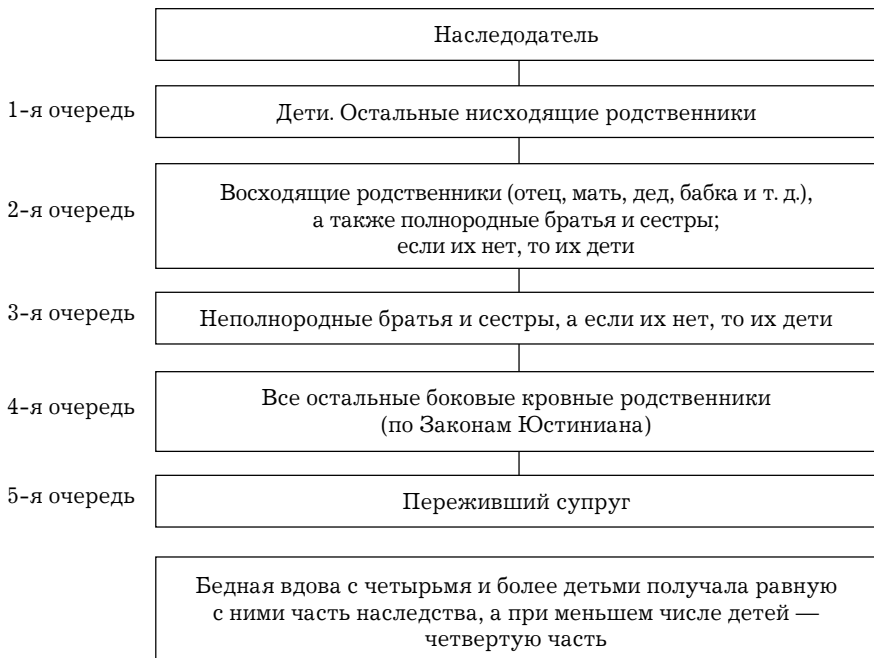 Наследодатель
1-я очередь
Дети. Остальные нисходящие родственники
2-я очередь
Восходящие родственники (отец, мать, дед, бабка и т. д.),
а также полнородные братья и сестры;
если их нет, то их дети
3-я очередь
Неполнородные братья и сестры, а если их нет, то их дети
4-я очередь
Все остальные боковые кровные родственники
(по Законам Юстиниана)
5-я очередь
Переживший супруг
Бедная вдова с четырьмя и более детьми получала равную
с ними часть наследства, а при меньшем числе детей —
четвертую часть